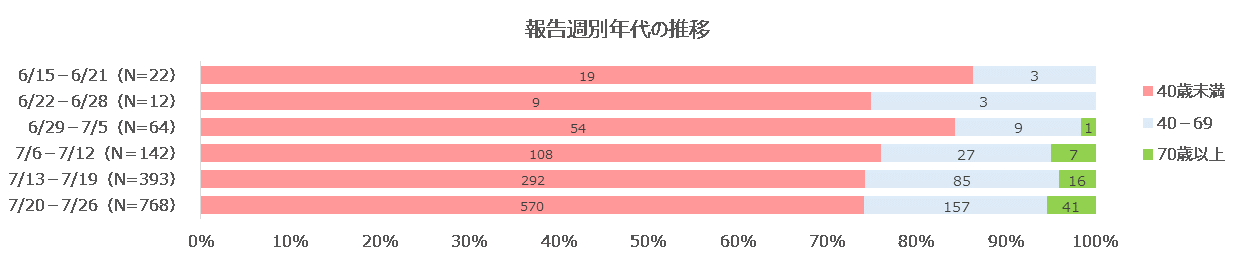 報告週別年代の推移
6/15－6/21（N=22） 19 3
6/22－6/28（N=12） 9 3
6/29－7/5（N=64） 54 9 1
7/6－7/12（N＝142） 108 27 7
7/13－7/19（N=393） 292 85 16
7/20－7/26（N=768） 570 157 41
0% 10% 20% 30% 40% 50% 60% 70% 80% 90% 100%
40歳未満
40－69
70歳以上